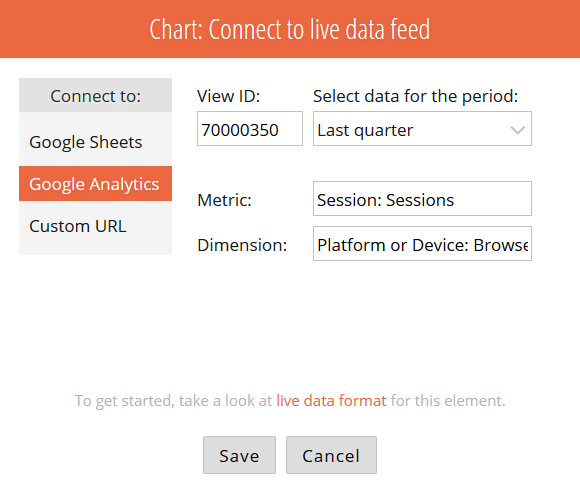 Chart: Connect to live data feed
Connect to:
Google Sheets
Google Analytics
Custom URL
View ID:
70000350
Select data for the period:
Last quarter
Metric:
Session: Sessions
Dimension:
Platform or Device: Browse
To get started, take a look at live data format for this element.
Save
Cancel